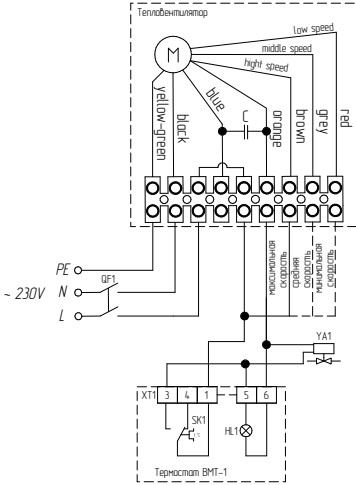 Тепловентилятор
low speed
middle speed
hight speed
M
C
yellow-green
black
blue
orange
brown
grey
red
максимальная
скорость
средняя
скорость
минимальная
скорость
PE
~ 230V
N
QF1
L
YA1
XT1
3
4
1
5
6
SK1
t°
HL1
Термостат ВМТ-1